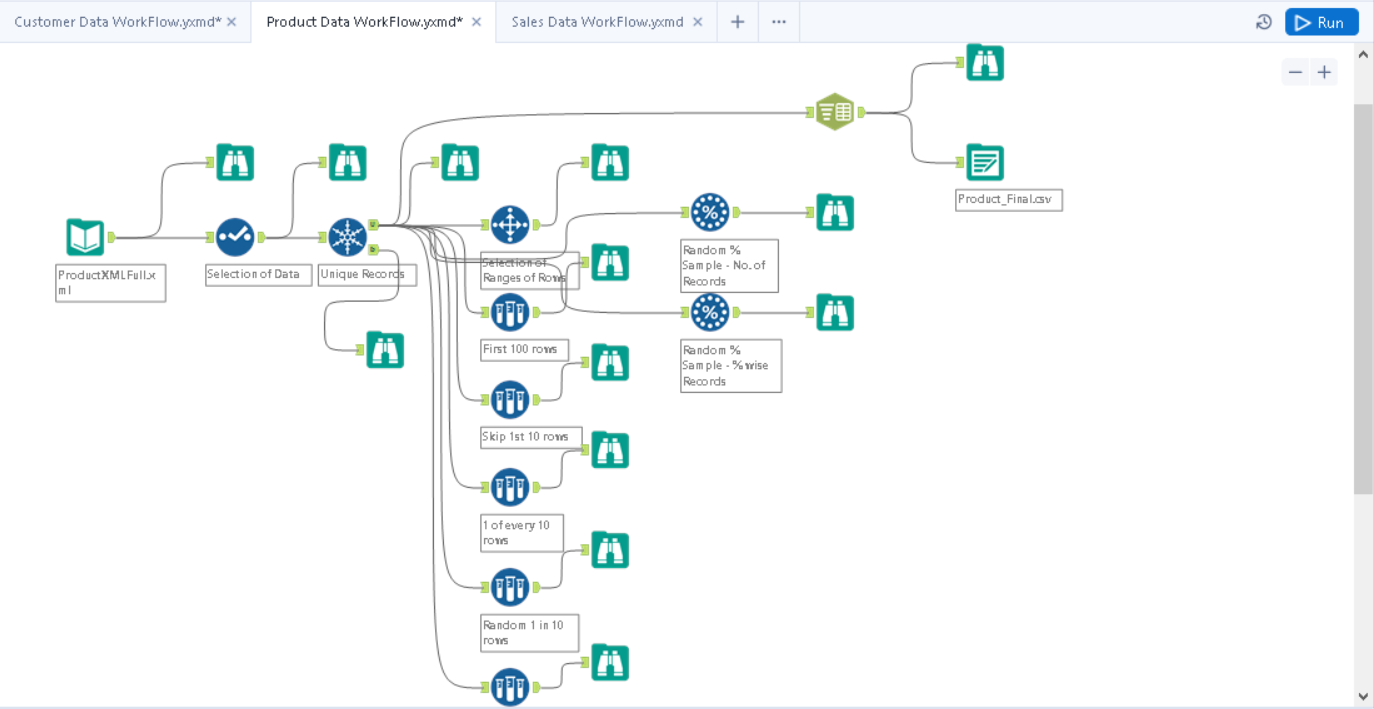 Customer Data WorkFlow.yxmd*
Product Data WorkFlow.yxmd*
Sales Data WorkFlow.yxmd
Run
Product_Final.csv
ProductXMLFull.x
ml
Selection of Data
Unique Records
Selection of
Ranges of Rows
Random %
Sample - No. of
Records
First 100 rows
Random %
Sample - % wise
Records
Skip 1st 10 rows
1 of every 10
rows
Random 1 in 10
rows